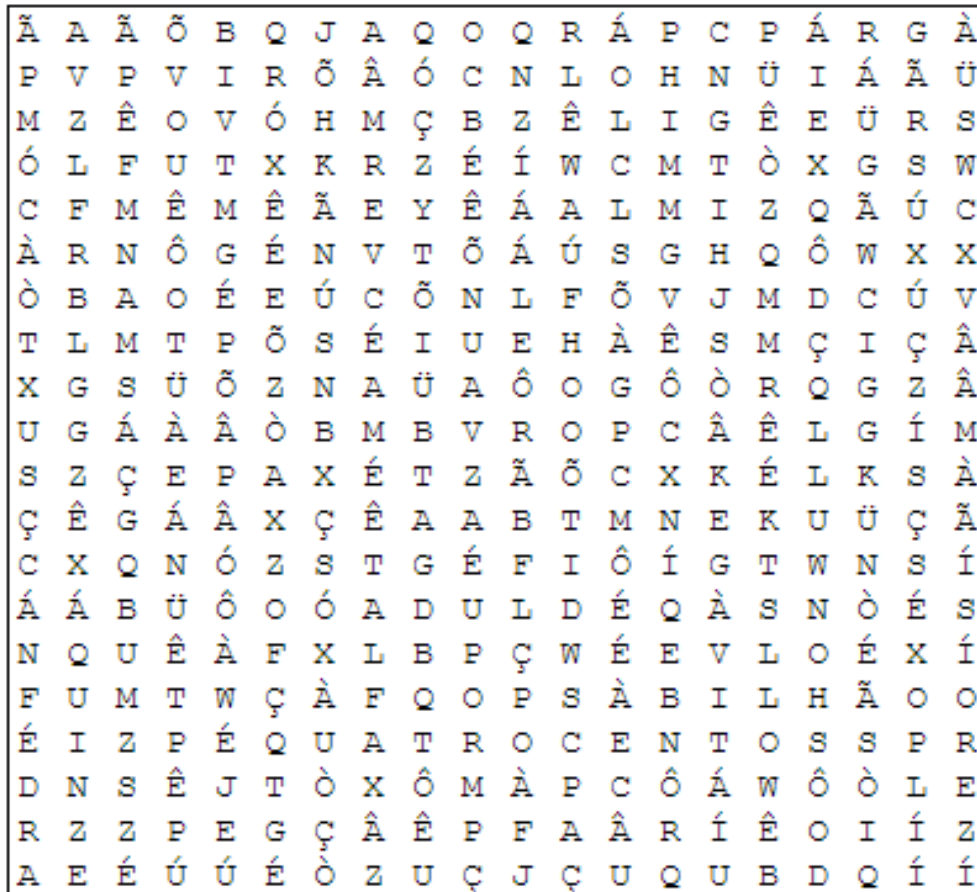 Ã A Ã Õ B Q J A Q O Q R Á P C P Á R G À
P V P V I R Õ Â Ó C N L O H N Ü I Á Ã Ü
M Z Ê O V Ó H M Ç B Z Ê L I G Ê E Ü R S
Ó L F U T X K R Z É Í W C M T Ò X G S W
C F M Ê M Ê Ã E Y Ê Á A L M I Z Q Ã Ú C
À R N Ô G É N V T Õ Á Ú S G H Q Ô W X X
Ò B A O É E Ú C Õ N L F Õ V J M D C Ú V
T L M T P Õ S É I U E H À Ê S M Ç I Ç Â
X G S Ü Õ Z N A Ü A Ô O G Ô Ò R Q G Z Â
U G Á À Â Ò B M B V R O P C Â Ê L G Í M
S Z Ç E P A X É T Z Ã Õ C X K É L K S À
Ç Ê G Á Â X Ç Ê A A B T M N E K U Ü Ç Ã
C X Q N Ó Z S T G É F I Ô Í G T W N S Í
Á Á B Ü Ô O Ó A D U L D É Q À S N Ò É S
N Q U Ê À F X L B P Ç W É E V L O É X Í
F U M T W Ç À F Q O P S À B I L H Ã O O
É I Z P É Q U A T R O C E N T O S S P R
D N S Ê J T Ò X Ô M À P C Ô Á W Ô Ò L E
R Z Z P E G Ç Â Ê P F A Â R Í Ê O I Í Z
A E É Ú Ú É Ò Z U Ç J Ç U Q U B D Q Í Í